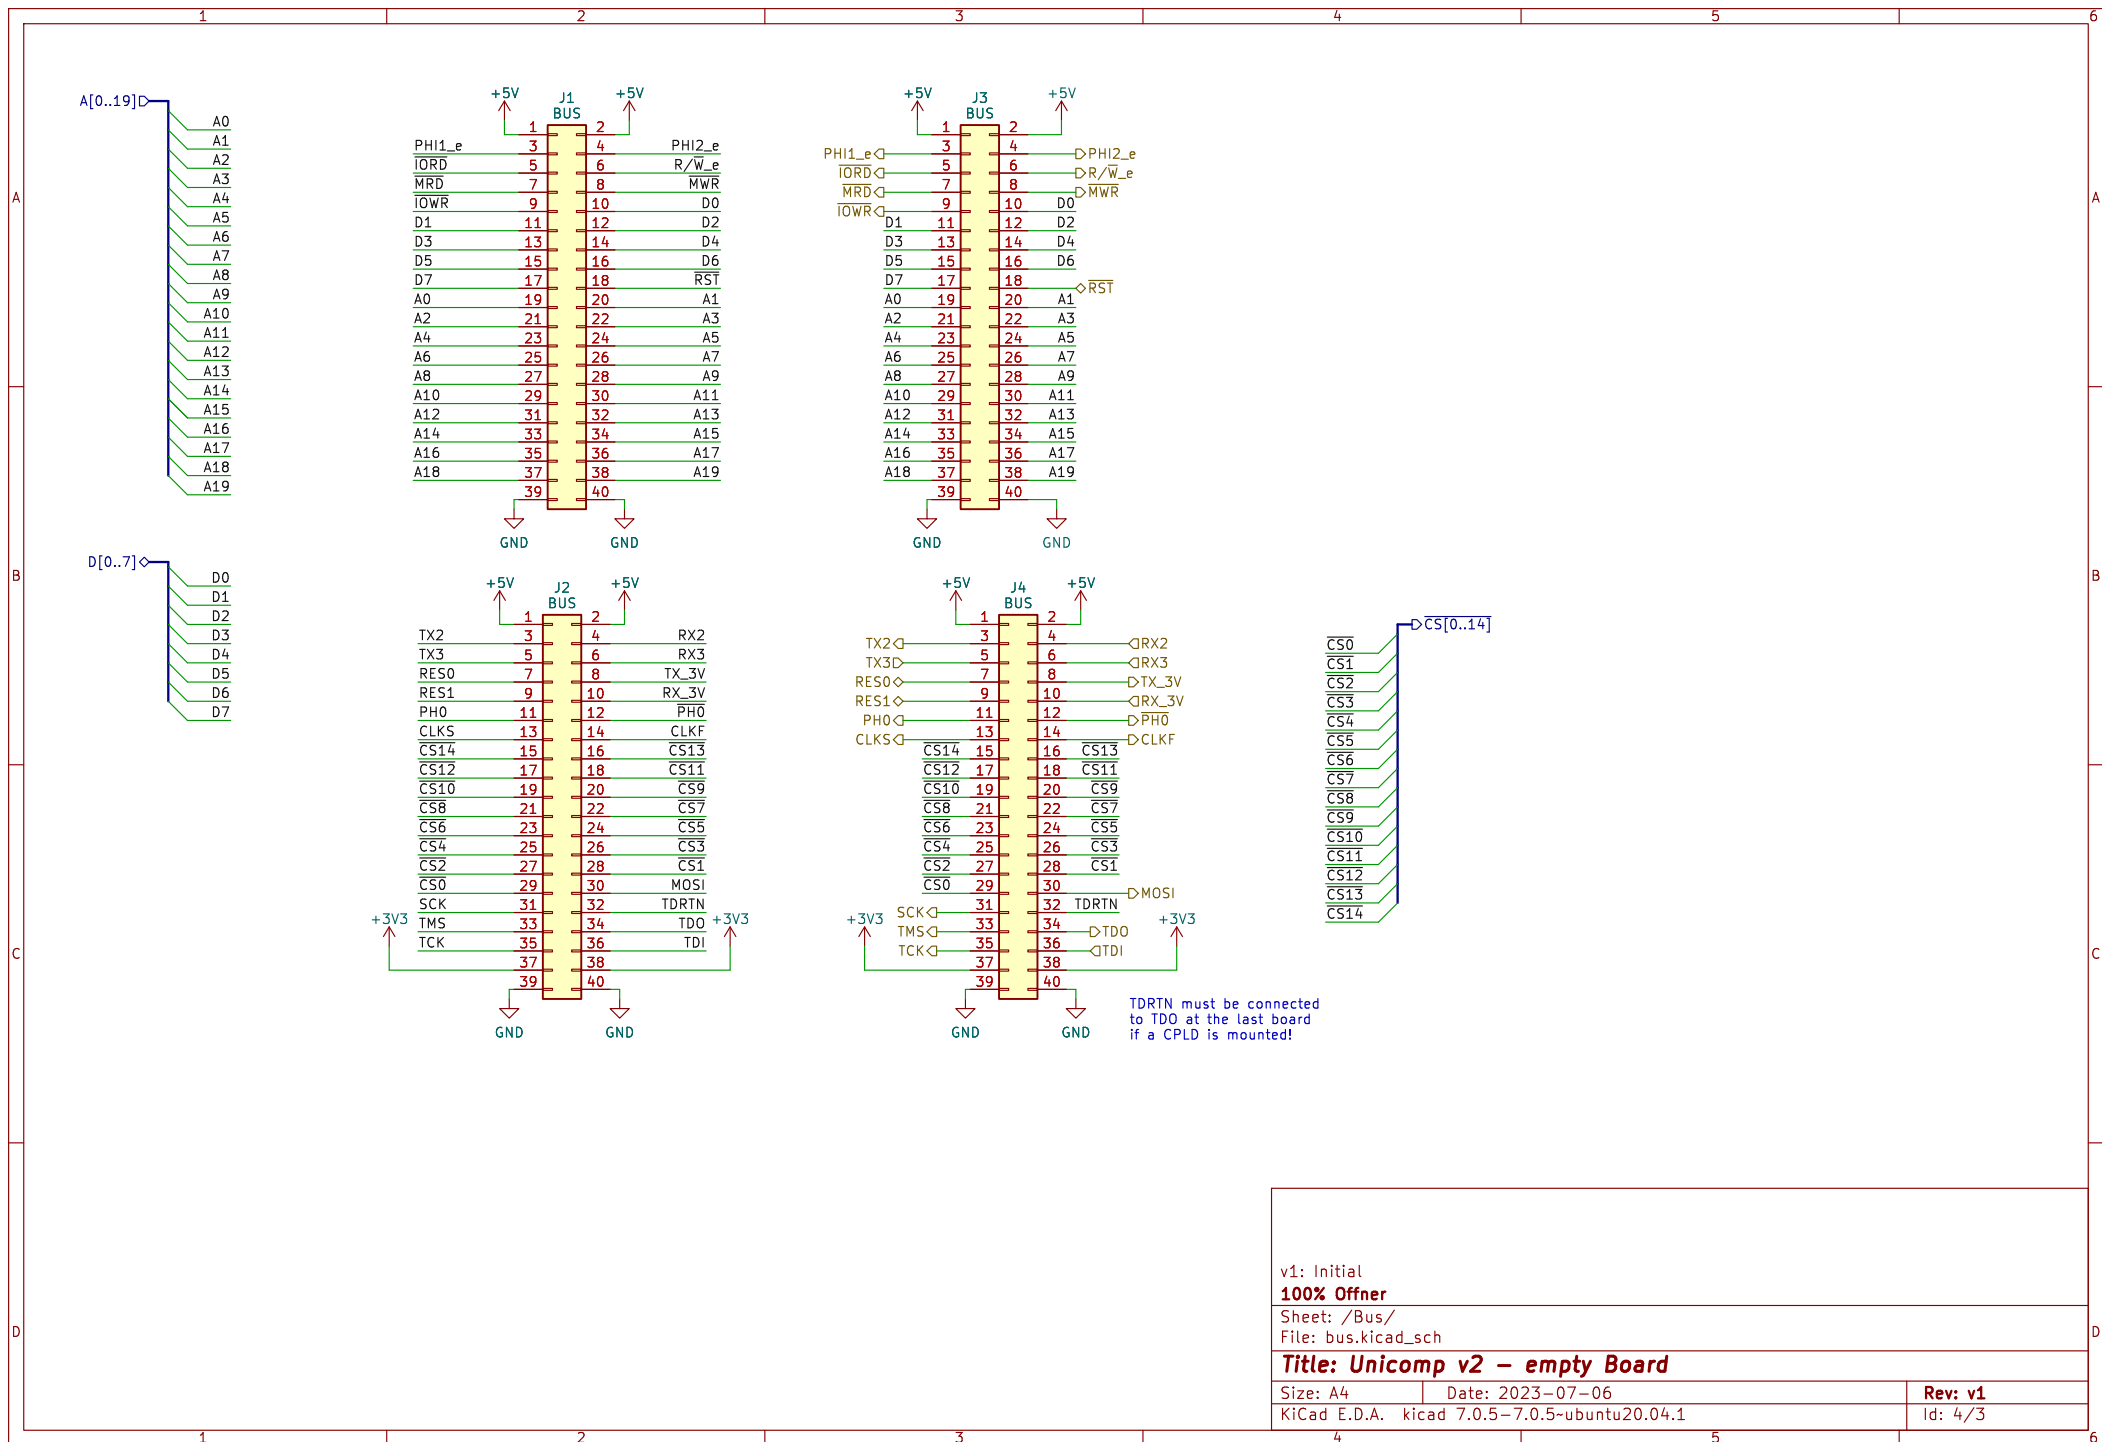 1 2 3 4 5 6
A
B
C
D
A[0..19]
A0
A1
A2
A3
A4
A5
A6
A7
A8
A9
A10
A11
A12
A13
A14
A15
A16
A17
A18
A19
D[0..7]
D0
D1
D2
D3
D4
D5
D6
D7
J1
BUS
+5V +5V
1 2
PHI1_e 3 4 PHI2_e
IORD 5 6 R/W_e
MRD 7 8 MWR
IOWR 9 10 D0
D1 11 12 D2
D3 13 14 D4
D5 15 16 D6
D7 17 18 RST
A0 19 20 A1
A2 21 22 A3
A4 23 24 A5
A6 25 26 A7
A8 27 28 A9
A10 29 30 A11
A12 31 32 A13
A14 33 34 A15
A16 35 36 A17
A18 37 38 A19
39 40
GND GND
J3
BUS
+5V +5V
1 2
PHI1_e 3 4 PHI2_e
IORD 5 6 R/W_e
MRD 7 8 MWR
IOWR 9 10 D0
D1 11 12 D2
D3 13 14 D4
D5 15 16 D6
D7 17 18 RST
A0 19 20 A1
A2 21 22 A3
A4 23 24 A5
A6 25 26 A7
A8 27 28 A9
A10 29 30 A11
A12 31 32 A13
A14 33 34 A15
A16 35 36 A17
A18 37 38 A19
39 40
GND GND
J2
BUS
+5V +5V
1 2
TX2 3 4 RX2
TX3 5 6 RX3
RES0 7 8 TX_3V
RES1 9 10 RX_3V
PH0 11 12 PH0
CLKS 13 14 CLKF
CS14 15 16 CS13
CS12 17 18 CS11
CS10 19 20 CS9
CS8 21 22 CS7
CS6 23 24 CS5
CS4 25 26 CS3
CS2 27 28 CS1
CS0 29 30 MOSI
SCK 31 32 TDRTN
+3V3 TMS 33 34 TDO +3V3
TCK 35 36 TDI
37 38
39 40
GND GND
J4
BUS
+5V +5V
1 2
TX2 3 4 RX2
TX3 5 6 RX3
RES0 7 8 TX_3V
RES1 9 10 RX_3V
PH0 11 12 PH0
CLKS 13 14 CLKF
CS14 15 16 CS13
CS12 17 18 CS11
CS10 19 20 CS9
CS8 21 22 CS7
CS6 23 24 CS5
CS4 25 26 CS3
CS2 27 28 CS1
CS0 29 30 MOSI
SCK 31 32 TDRTN
+3V3 TMS 33 34 TDO +3V3
TCK 35 36 TDI
37 38
39 40
GND GND
TDRTN must be connected
to TDO at the last board
if a CPLD is mounted!
CS[0..14]
CS0
CS1
CS2
CS3
CS4
CS5
CS6
CS7
CS8
CS9
CS10
CS11
CS12
CS13
CS14
v1: Initial
100% Offner
Sheet: /Bus/
File: bus.kicad_sch
Title: Unicomp v2 – empty Board
Size: A4 Date: 2023-07-06 Rev: v1
KiCad E.D.A. kicad 7.0.5-7.0.5~ubuntu20.04.1 Id: 4/3
A
B
C
D
1 2 3 4 5 6